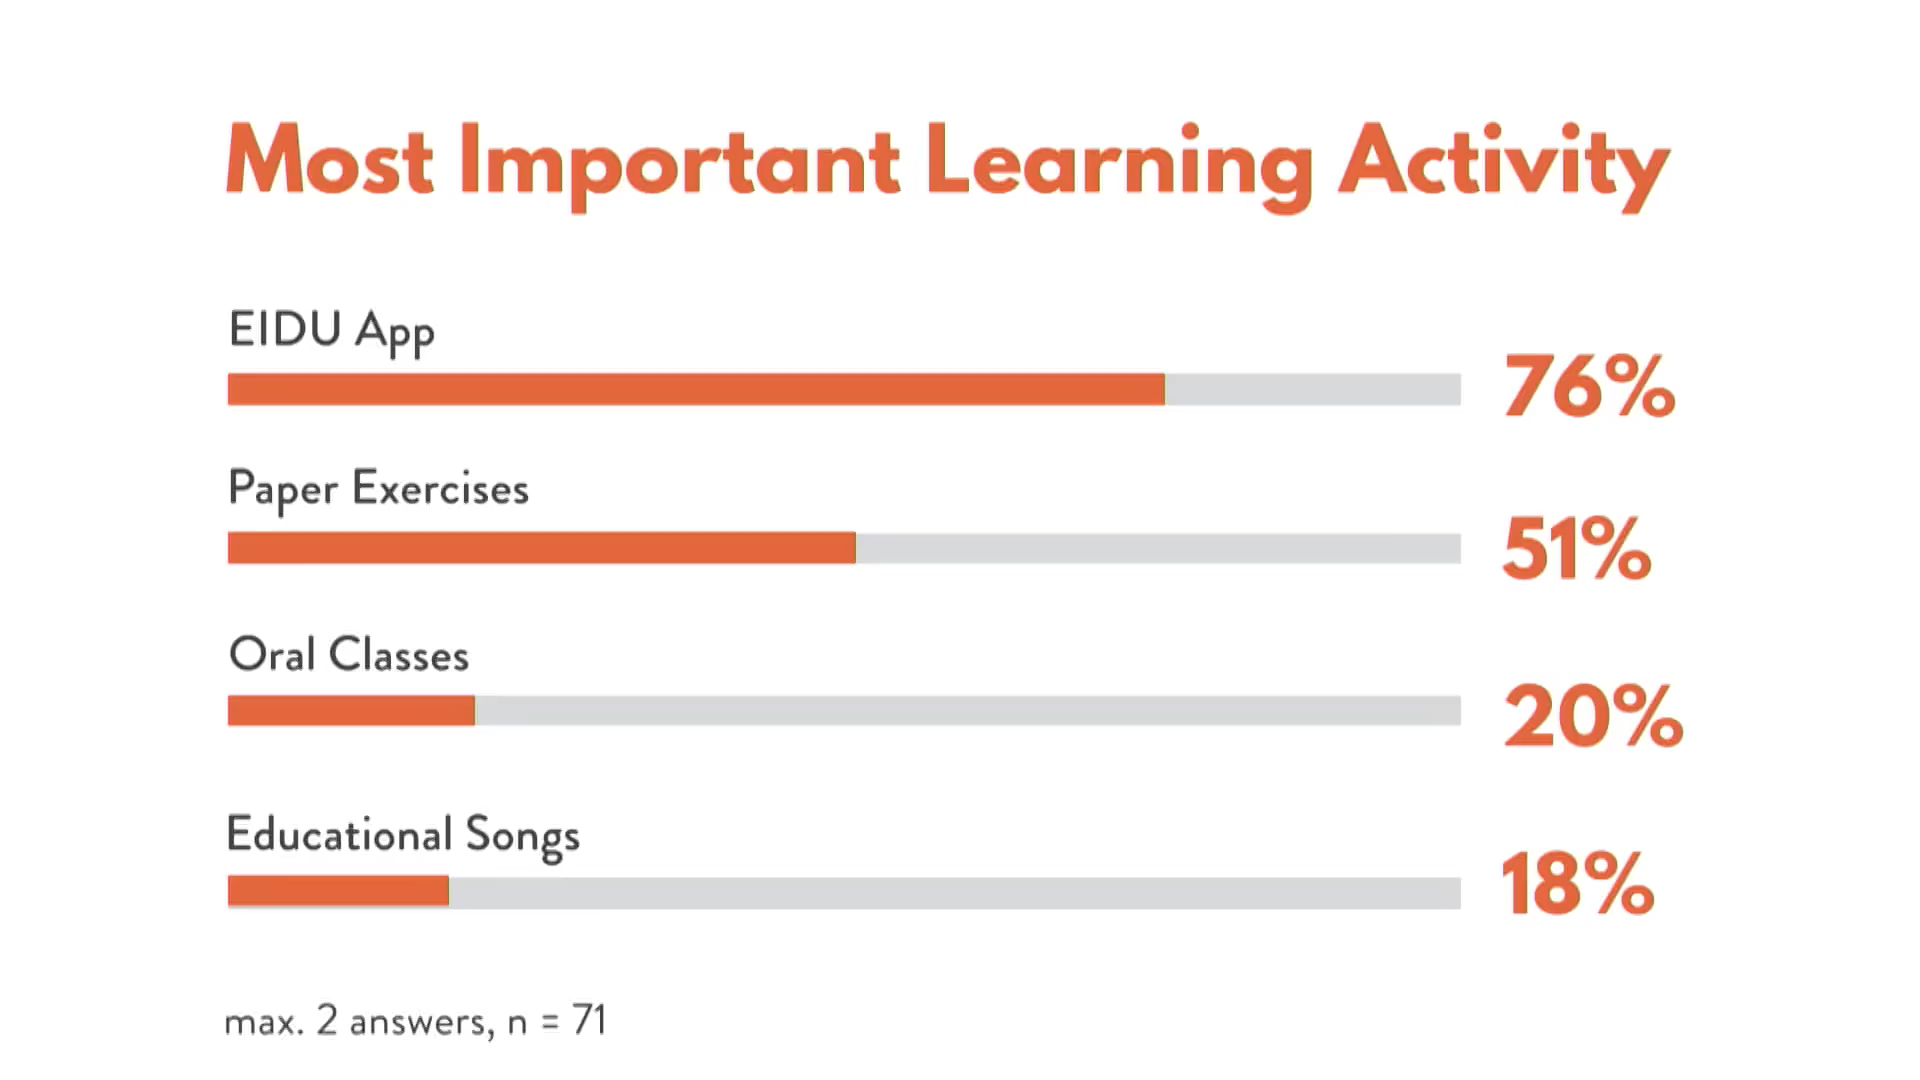 Most Important Learning Activity
EIDU App
76%
Paper Exercises
51%
Oral Classes
20%
Educational Songs
18%
max. 2 answers, n = 71